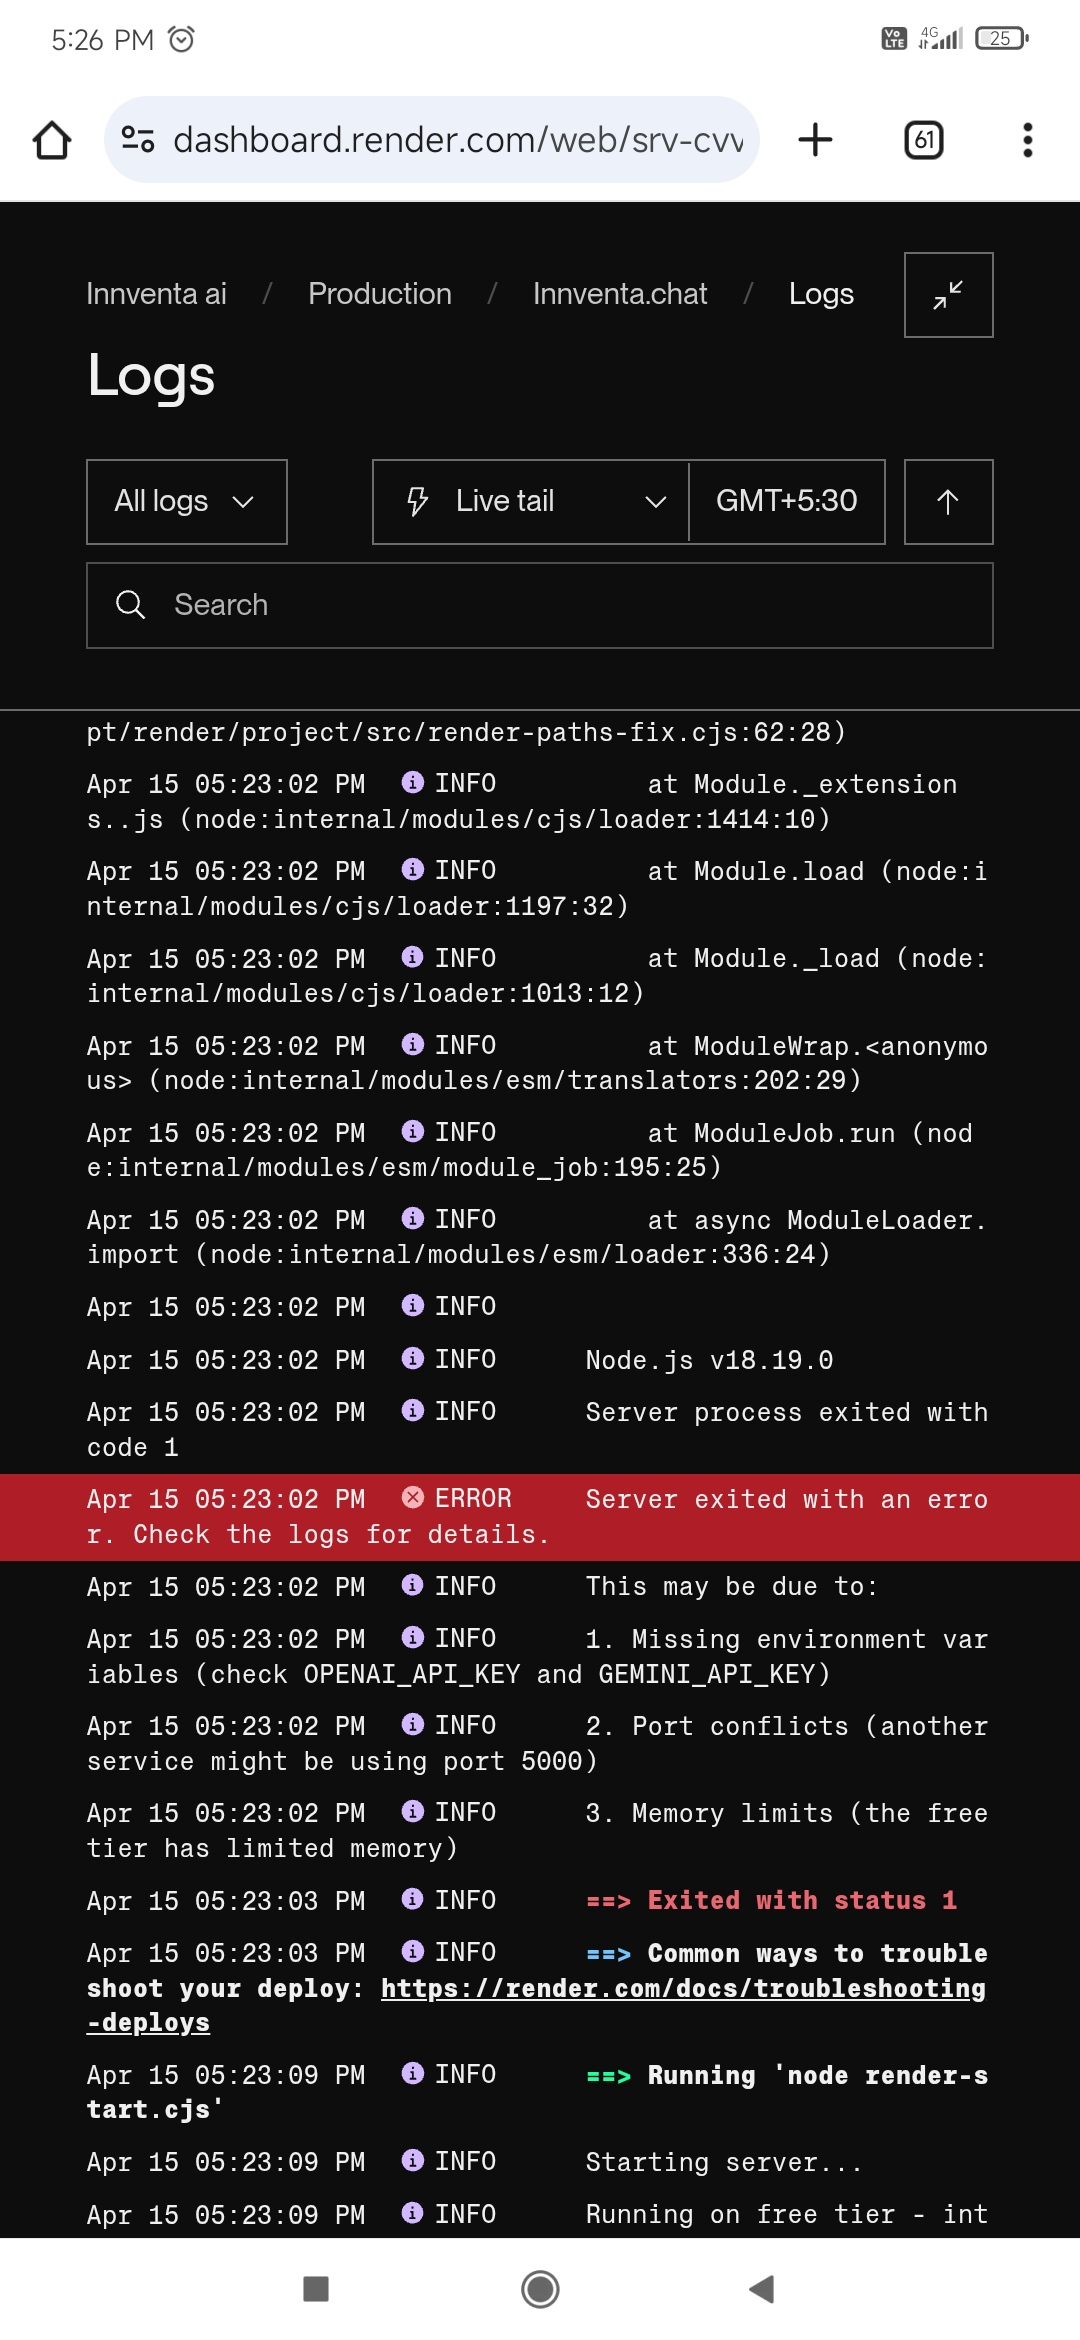 5:26 PM
Vo LTE 4G 25
dashboard.render.com/web/srv-cvv
61
Innventa ai / Production / Innventa.chat / Logs
Logs
All logs Live tail GMT+5:30
Search
pt/render/project/src/render-paths-fix.cjs:62:28)
Apr 15 05:23:02 PM INFO at Module._extension
s..js (node:internal/modules/cjs/loader:1414:10)
Apr 15 05:23:02 PM INFO at Module.load (node:i
nternal/modules/cjs/loader:1197:32)
Apr 15 05:23:02 PM INFO at Module._load (node:
internal/modules/cjs/loader:1013:12)
Apr 15 05:23:02 PM INFO at ModuleWrap.<anonymo
us> (node:internal/modules/esm/translators:202:29)
Apr 15 05:23:02 PM INFO at ModuleJob.run (nod
e:internal/modules/esm/module_job:195:25)
Apr 15 05:23:02 PM INFO at async ModuleLoader.
import (node:internal/modules/esm/loader:336:24)
Apr 15 05:23:02 PM INFO
Apr 15 05:23:02 PM INFO Node.js v18.19.0
Apr 15 05:23:02 PM INFO Server process exited with
code 1
Apr 15 05:23:02 PM ERROR Server exited with an erro
r. Check the logs for details.
Apr 15 05:23:02 PM INFO This may be due to:
Apr 15 05:23:02 PM INFO 1. Missing environment var
iables (check OPENAI_API_KEY and GEMINI_API_KEY)
Apr 15 05:23:02 PM INFO 2. Port conflicts (another
service might be using port 5000)
Apr 15 05:23:02 PM INFO 3. Memory limits (the free
tier has limited memory)
Apr 15 05:23:03 PM INFO ==> Exited with status 1
Apr 15 05:23:03 PM INFO ==> Common ways to trouble
shoot your deploy: https://render.com/docs/troubleshooting
-deploys
Apr 15 05:23:09 PM INFO ==> Running 'node render-s
tart.cjs'
Apr 15 05:23:09 PM INFO Starting server...
Apr 15 05:23:09 PM INFO Running on free tier - int